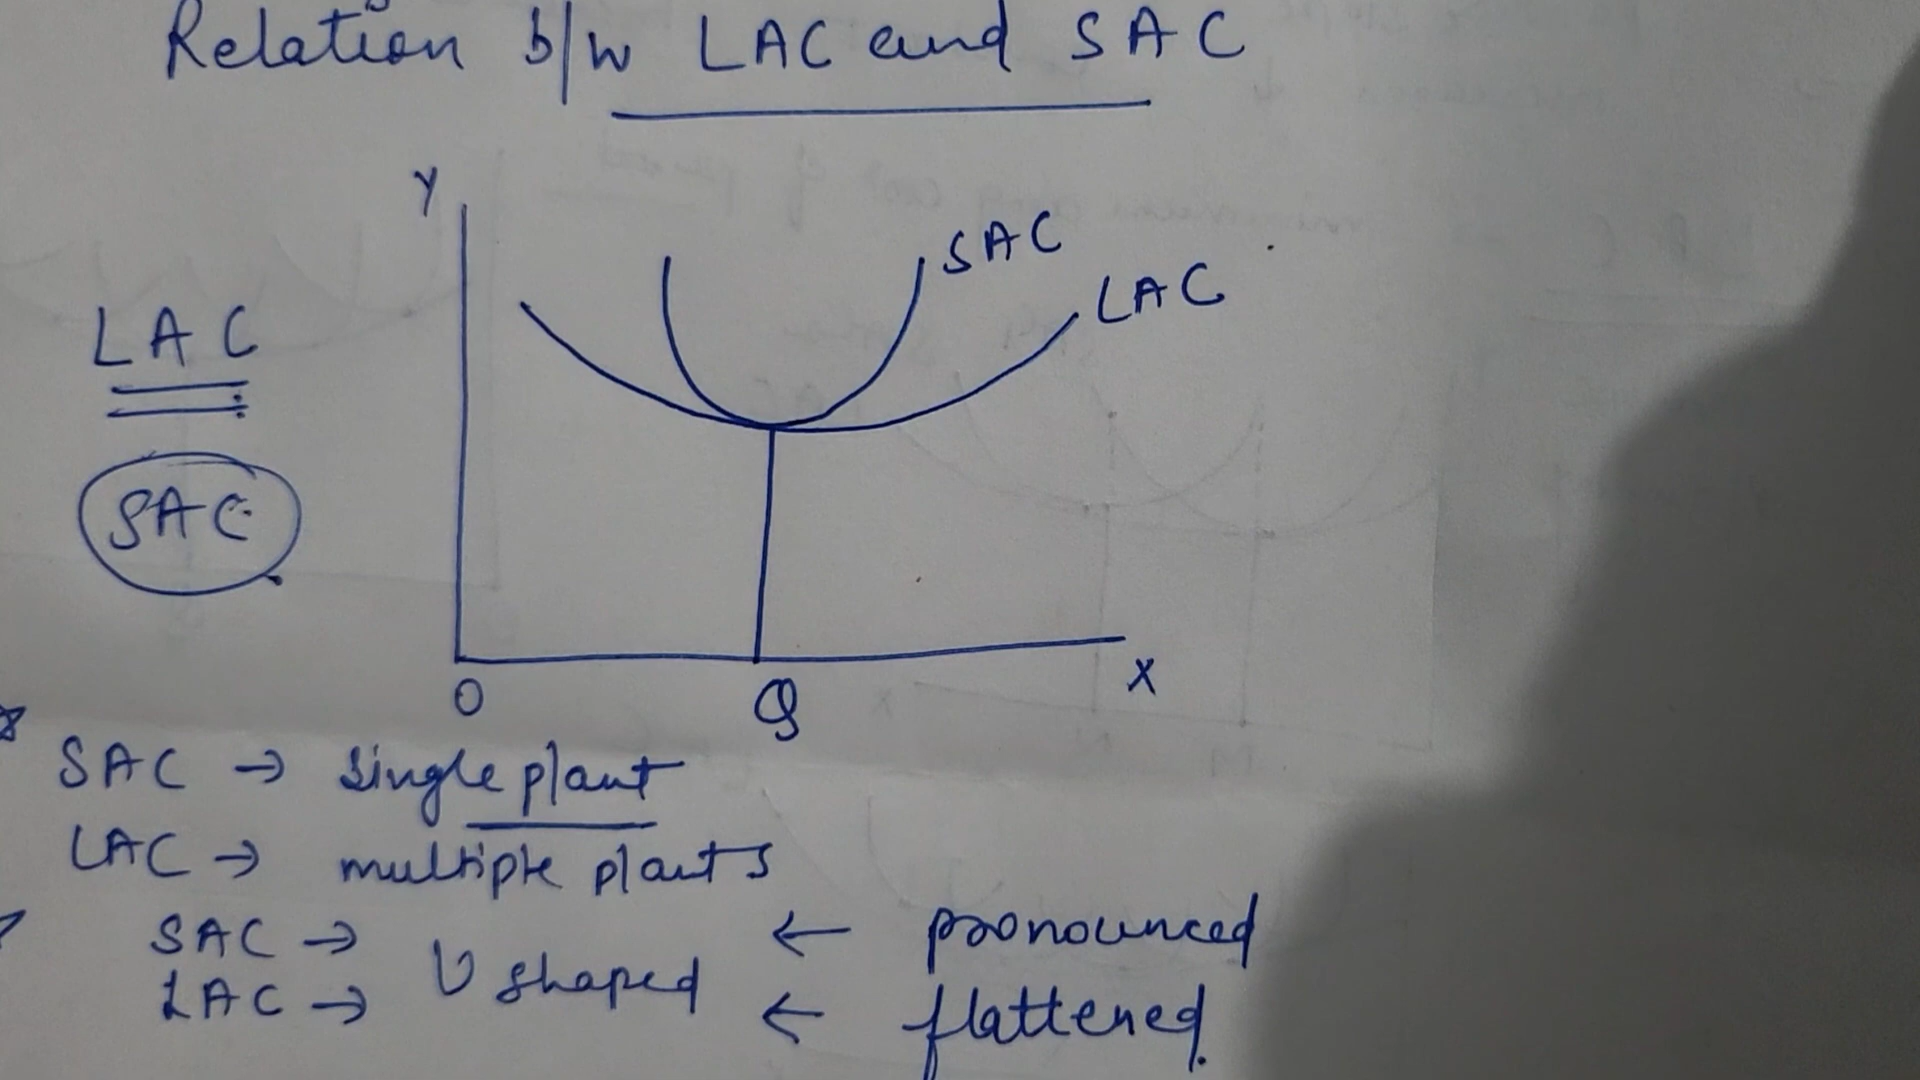 Relation b/w LAC and SAC
Y
SAC
LAC
LAC
SAC
O
Q
X
SAC → single plant
LAC → multiple plants
SAC → U shaped ← pronounced
LAC → ← flattened